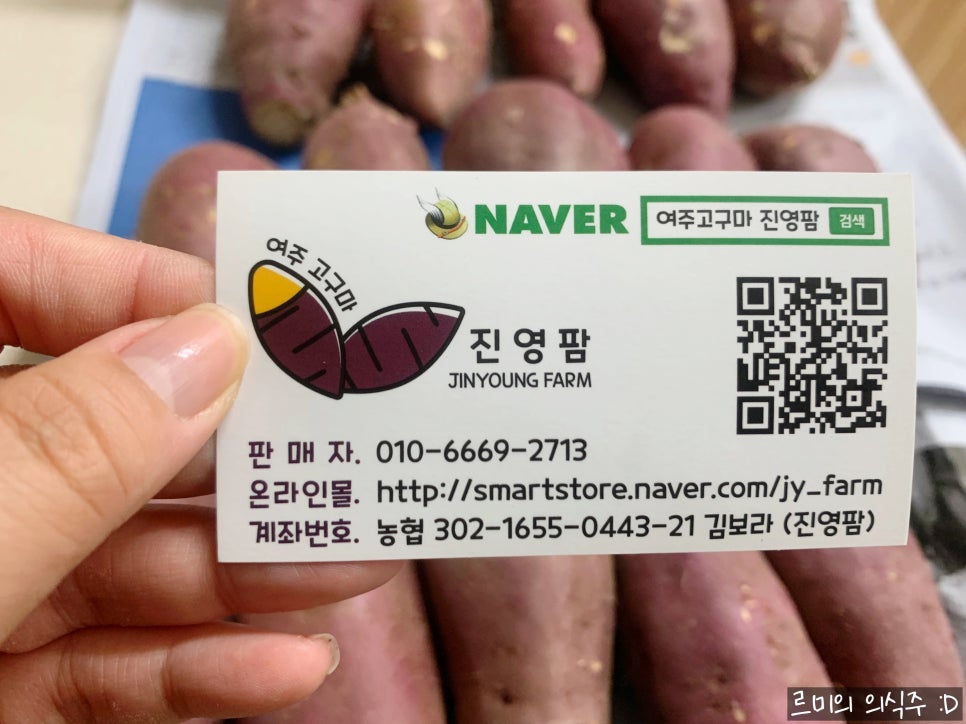 NAVER 여주고구마 진영팜 검색
여주 고구마
진영팜
JINYOUNG FARM
판 매 자. 010-6669-2713
온라인몰. http://smartstore.naver.com/jy_farm
계좌번호. 농협 302-1655-0443-21 김보라 (진영팜)
르미의 의식주 :D